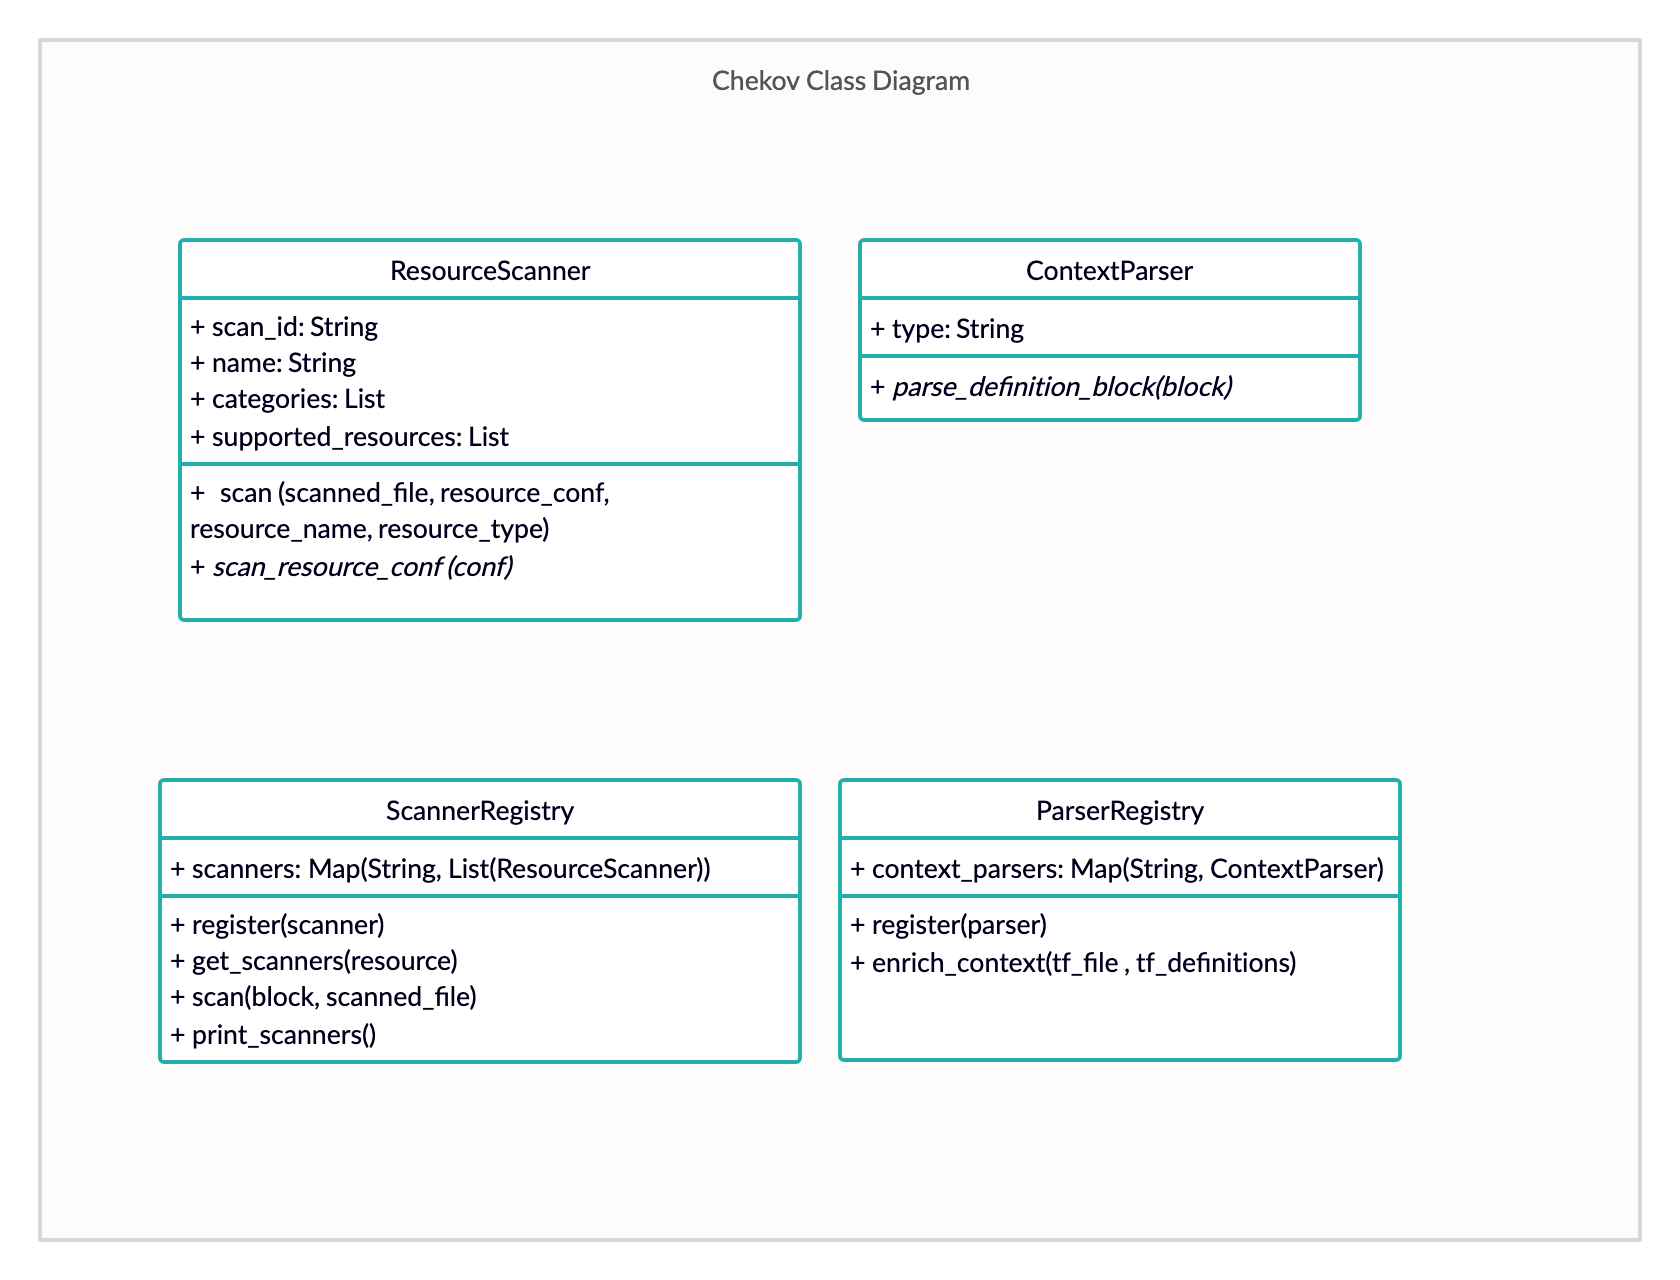 Chekov Class Diagram
ResourceScanner
+ scan_id: String
+ name: String
+ categories: List
+ supported_resources: List
+ scan (scanned_file, resource_conf,
resource_name, resource_type)
+ scan_resource_conf (conf)
ContextParser
+ type: String
+ parse_definition_block(block)
ScannerRegistry
+ scanners: Map(String, List(ResourceScanner))
+ register(scanner)
+ get_scanners(resource)
+ scan(block, scanned_file)
+ print_scanners()
ParserRegistry
+ context_parsers: Map(String, ContextParser)
+ register(parser)
+ enrich_context(tf_file , tf_definitions)